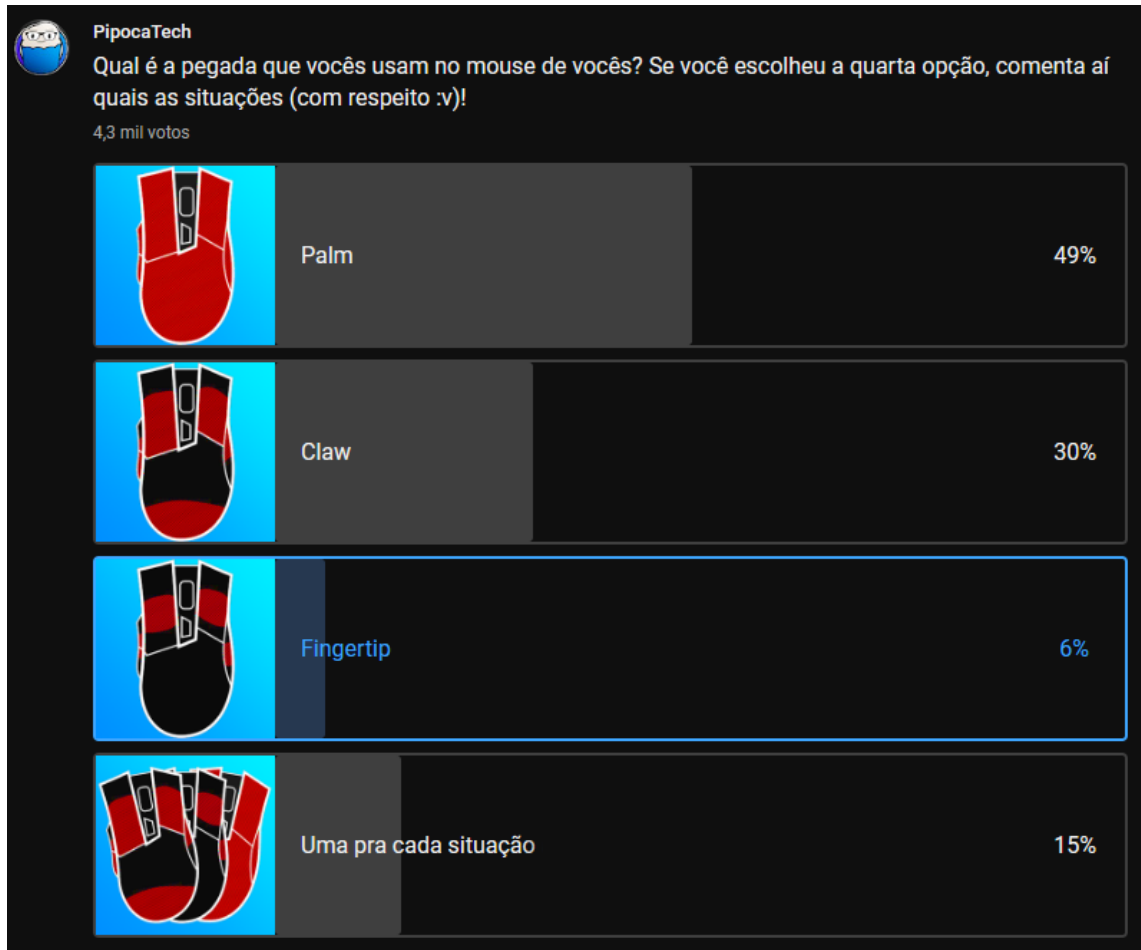 PipocaTech
Qual é a pegada que vocês usam no mouse de vocês? Se você escolheu a quarta opção, comenta aí
quais as situações (com respeito :v)!
4,3 mil votos
Palm 49%
Claw 30%
Fingertip 6%
Uma pra cada situação 15%